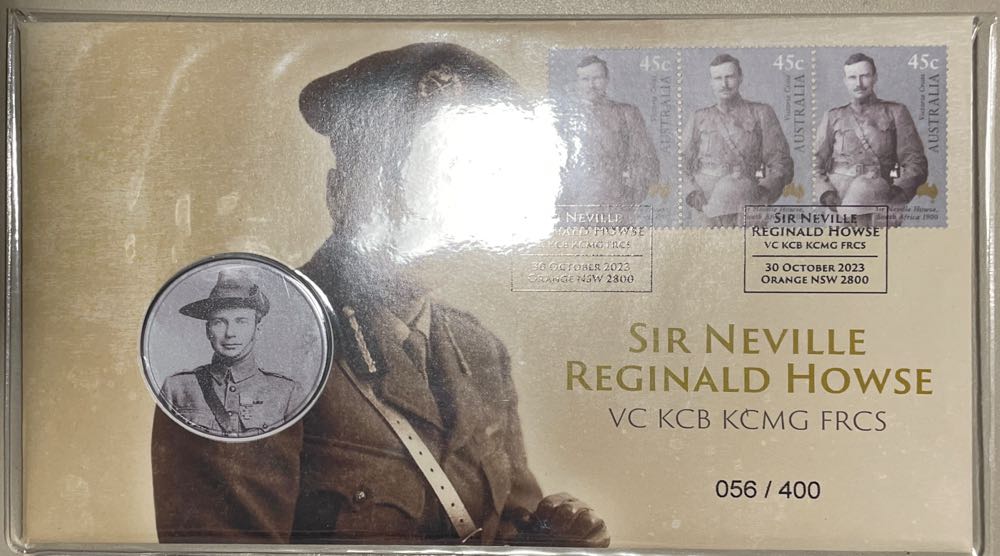 45c
45c
45c
Victoria Cross
AUSTRALIA
Victoria Cross
AUSTRALIA
Victoria Cross
AUSTRALIA
Howse,
South Africa 1900
Sir Neville Howse,
South Africa 1900
NEVILLE
REGINALD HOWSE
VC KCB KCMG FRCS
30 OCTOBER 2023
ORANGE NSW 2800
SIR NEVILLE
REGINALD HOWSE
VC KCB KCMG FRCS
30 OCTOBER 2023
ORANGE NSW 2800
SIR NEVILLE
REGINALD HOWSE
VC KCB KCMG FRCS
056 / 400